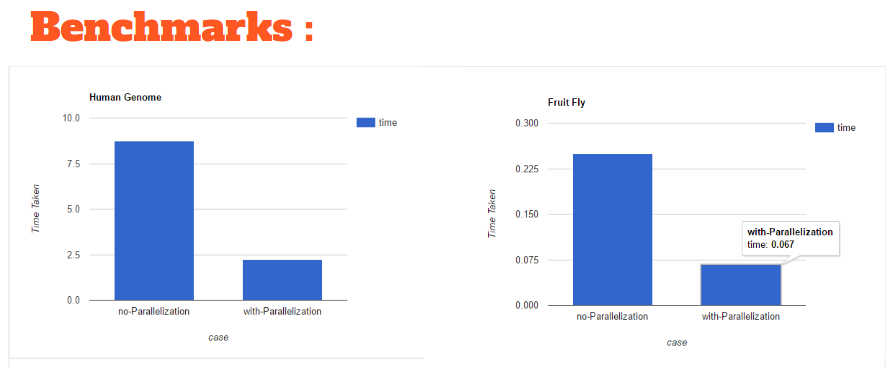 Benchmarks :
Human Genome
10.0
7.5
5.0
2.5
0.0
Time Taken
no-Parallelization
with-Parallelization
case
time
Fruit Fly
0.300
0.225
0.150
0.075
0.000
Time Taken
no-Parallelization
with-Parallelization
case
time
with-Parallelization
time: 0.067